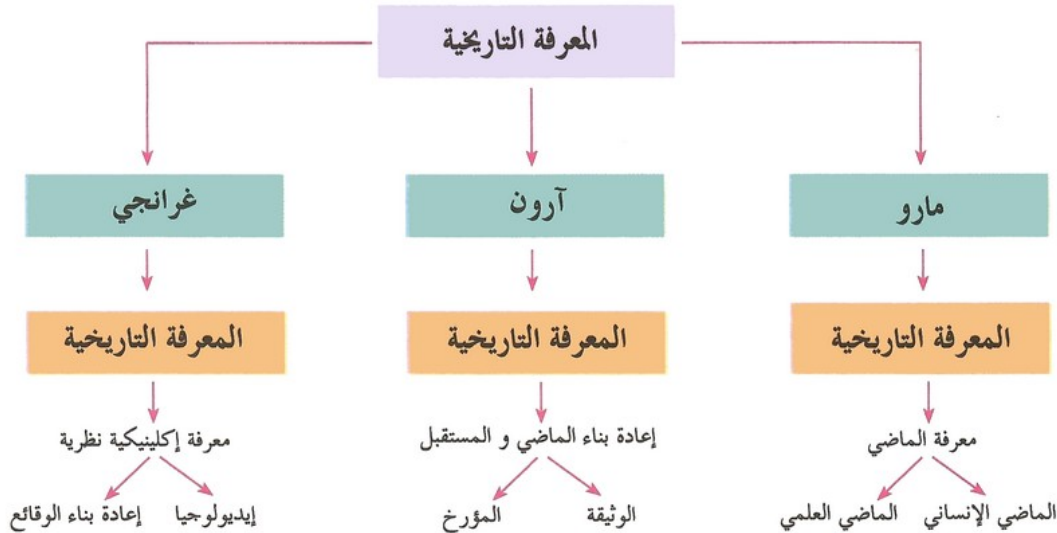 المعرفة التاريخية
مارو
آرون
غرانجي
المعرفة التاريخية
المعرفة التاريخية
المعرفة التاريخية
معرفة الماضي
إعادة بناء الماضي و المستقبل
معرفة إكلينيكية نظرية
الماضي الإنساني
الماضي العلمي
الوثيقة
المؤرخ
إيديولوجيا
إعادة بناء الوقائع